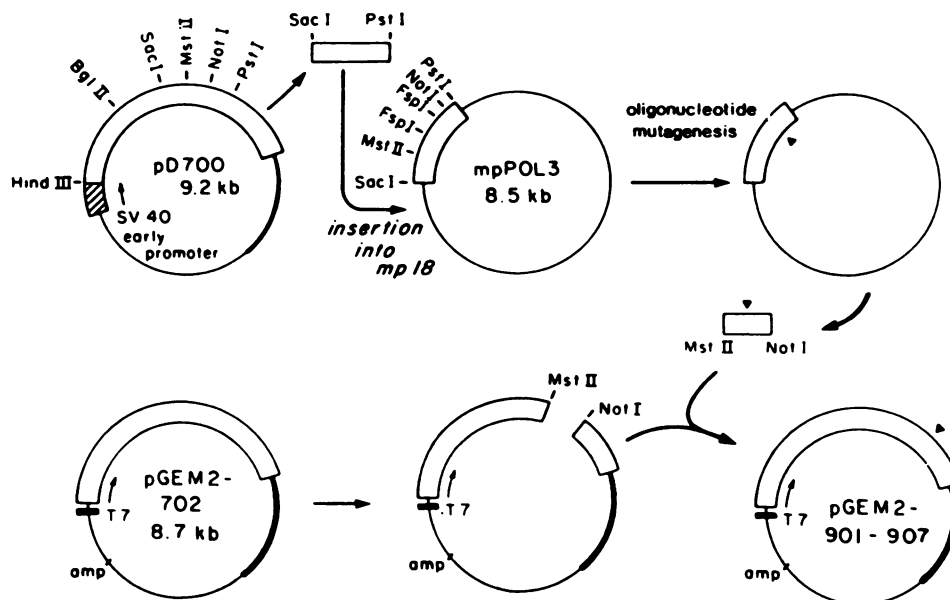 Sac I
Pst I
Bgl II
Sac I
Mst II
Not I
Pst I
Hind III
pD700
9.2 kb
SV 40
early
promoter
insertion
into
mp 18
Pst I
Not I
Fsp I
Fsp I
Mst II
Sac I
mpPOL3
8.5 kb
oligonucleotide
mutagenesis
Mst II
Not I
pGEM2-
702
8.7 kb
T7
amp
Mst II
Not I
T7
amp
pGEM2-
901 - 907
T7
amp